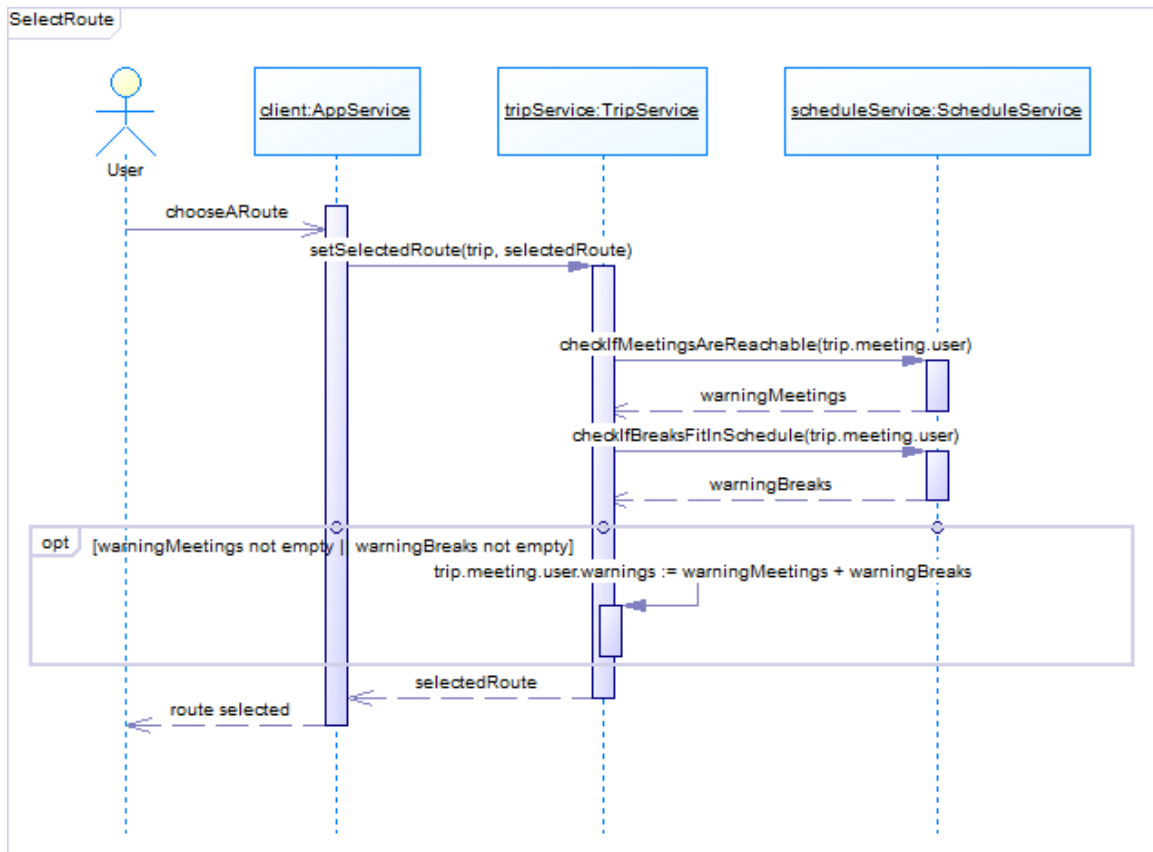 SelectRoute
client:AppService
tripService:TripService
scheduleService:ScheduleService
User
chooseARoute
setSelectedRoute(trip, selectedRoute)
checkIfMeetingsAreReachable(trip.meeting.user)
warningMeetings
checkIfBreaksFitInSchedule(trip.meeting.user)
warningBreaks
opt
[warningMeetings not empty || warningBreaks not empty]
trip.meeting.user.warnings := warningMeetings + warningBreaks
selectedRoute
route selected